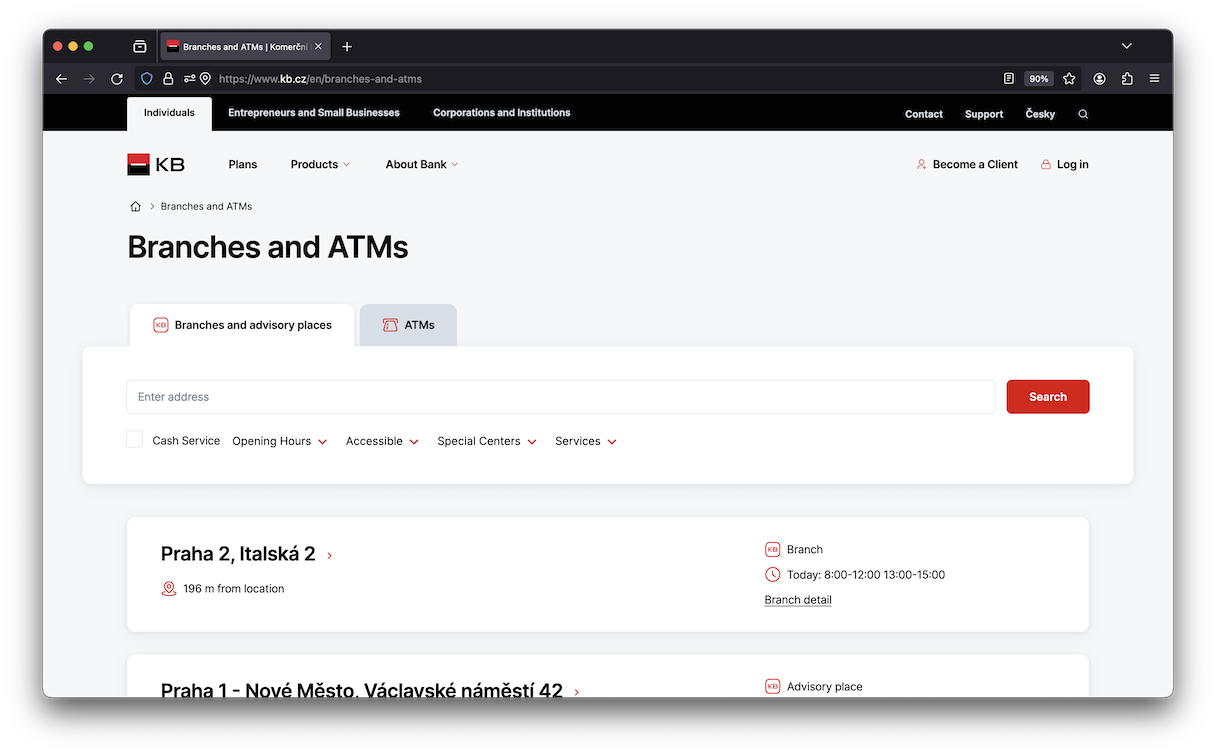 Branches and ATMs | Komerční
https://www.kb.cz/en/branches-and-atms
90%
Individuals
Entrepreneurs and Small Businesses
Corporations and Institutions
Contact
Support
Česky
KB
Plans
Products
About Bank
Become a Client
Log in
Branches and ATMs
Branches and ATMs
KB Branches and advisory places
ATMs
Enter address
Search
Cash Service
Opening Hours
Accessible
Special Centers
Services
Praha 2, Italská 2
196 m from location
KB Branch
Today: 8:00-12:00 13:00-15:00
Branch detail
Praha 1 - Nové Město, Václavské náměstí 42
KB Advisory place